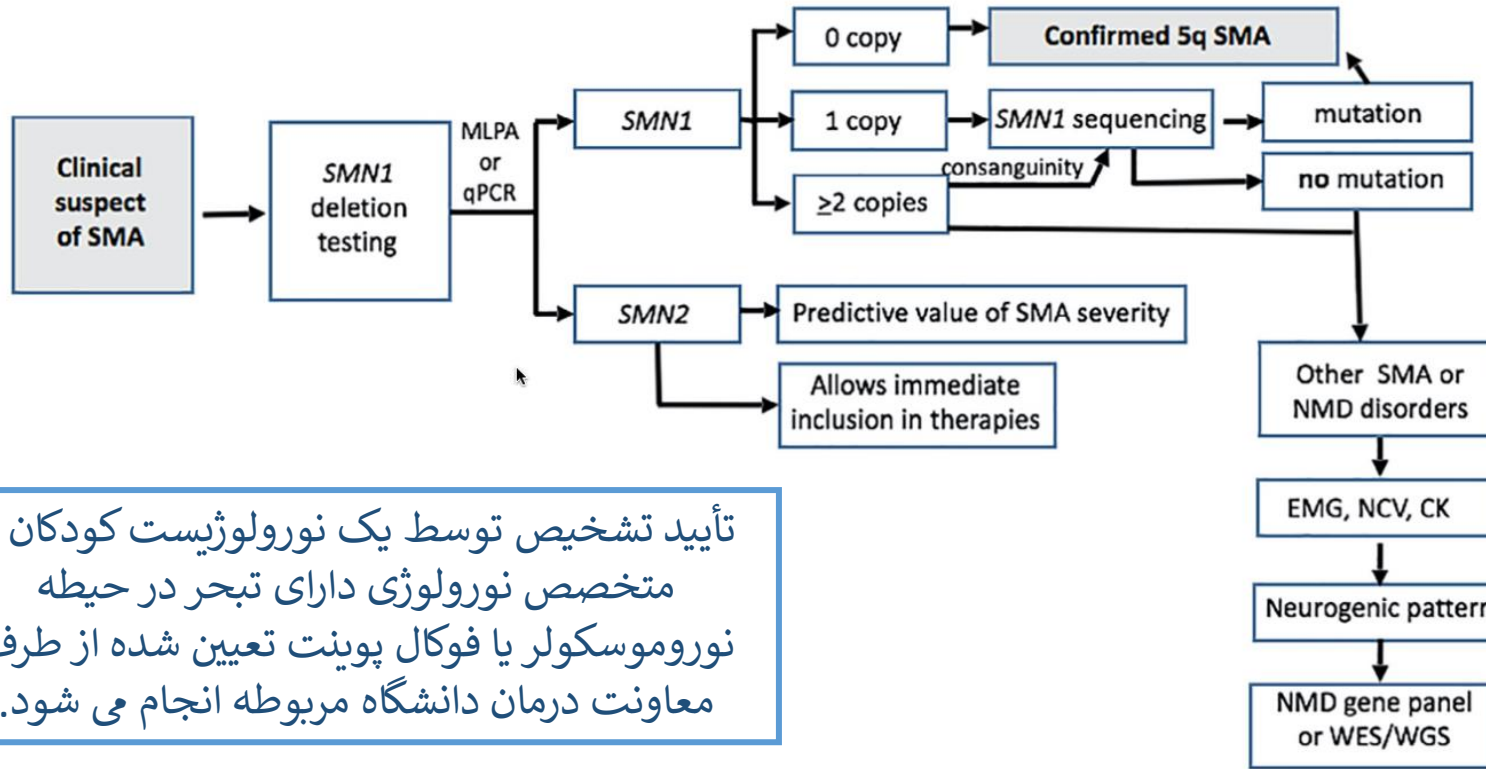 Clinical
suspect
of SMA
SMN1
deletion
testing
MLPA
or
qPCR
SMN1
0 copy
Confirmed 5q SMA
1 copy
SMN1 sequencing
mutation
consanguinity
≥2 copies
no mutation
SMN2
Predictive value of SMA severity
Allows immediate
inclusion in therapies
Other SMA or
NMD disorders
EMG, NCV, CK
Neurogenic pattern
NMD gene panel
or WES/WGS
تأیید تشخیص توسط یک نورولوژیست کودکان
متخصص نورولوژی دارای تبحر در حیطه
نوروموسکولر یا فوکال پوینت تعیین شده از طرف
معاونت درمان دانشگاه مربوطه انجام می شود.